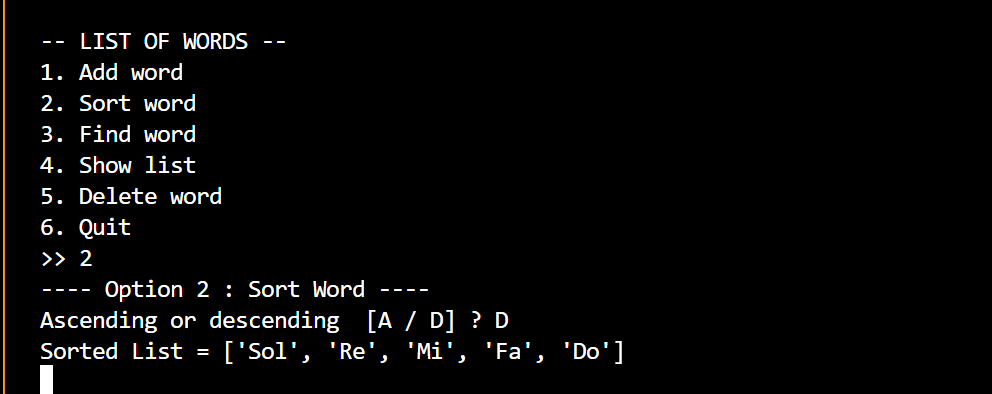 -- LIST OF WORDS --
1. Add word
2. Sort word
3. Find word
4. Show list
5. Delete word
6. Quit
>> 2
---- Option 2 : Sort Word ----
Ascending or descending  [A / D] ? D
Sorted List = ['Sol', 'Re', 'Mi', 'Fa', 'Do']